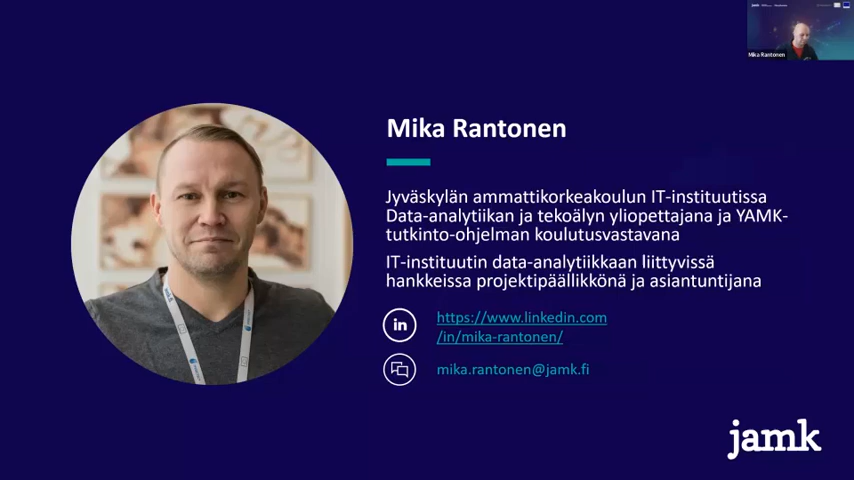 Mika Rantonen
Mika Rantonen
Jyväskylän ammattikorkeakoulun IT-instituutissa
Data-analytiikan ja tekoälyn yliopettajana ja YAMK-
tutkinto-ohjelman koulutusvastavana
IT-instituutin data-analytiikkaan liittyvissä
hankkeissa projektipäällikkönä ja asiantuntijana
in
https://www.linkedin.com
/in/mika-rantonen/
mika.rantonen@jamk.fi
jamk